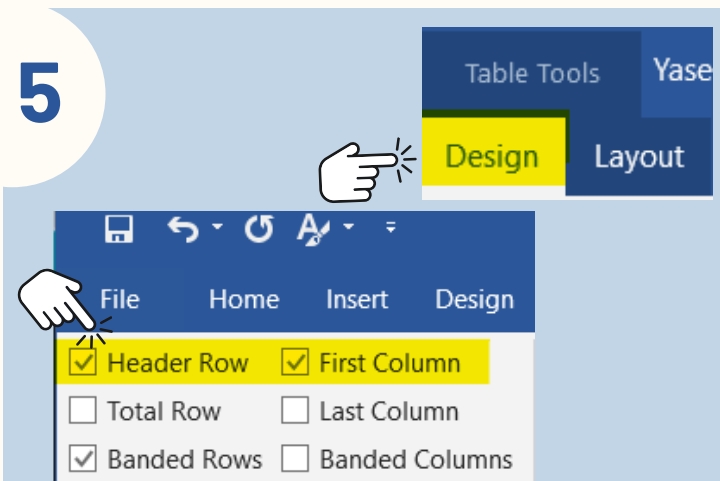 5
Table Tools Yase
Design Layout
File Home Insert Design
Header Row First Column
Total Row Last Column
Banded Rows Banded Columns